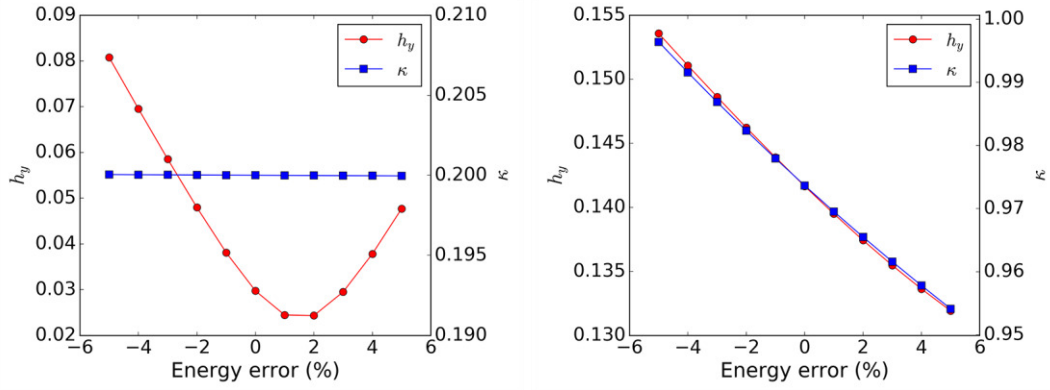 0.09
0.08
0.07
0.06
0.05
0.04
0.03
0.02
h_y
0.210
0.205
0.200
0.195
0.190
κ
h_y
κ
−6 −4 −2 0 2 4 6
Energy error (%)
0.155
0.150
0.145
0.140
0.135
0.130
h_y
1.00
0.99
0.98
0.97
0.96
0.95
κ
h_y
κ
−6 −4 −2 0 2 4 6
Energy error (%)